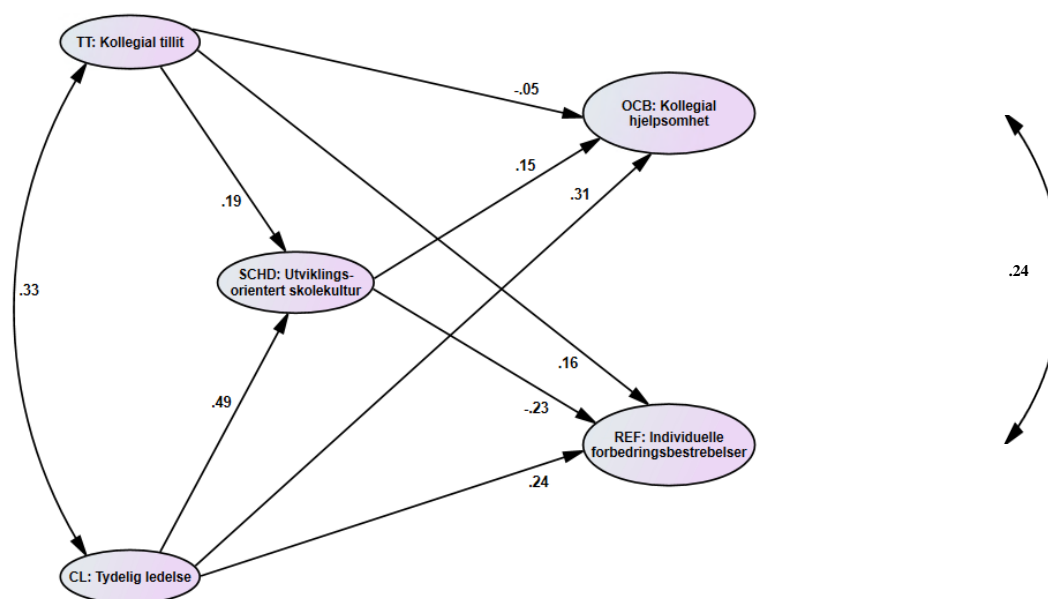 TT: Kollegial tillit
-.05
OCB: Kollegial
hjelpsomhet
.15
.31
.19
SCHD: Utviklings-
orientert skolekultur
.24
.33
.16
.49
-.23
REF: Individuelle
forbedringsbestrebelser
.24
CL: Tydelig ledelse